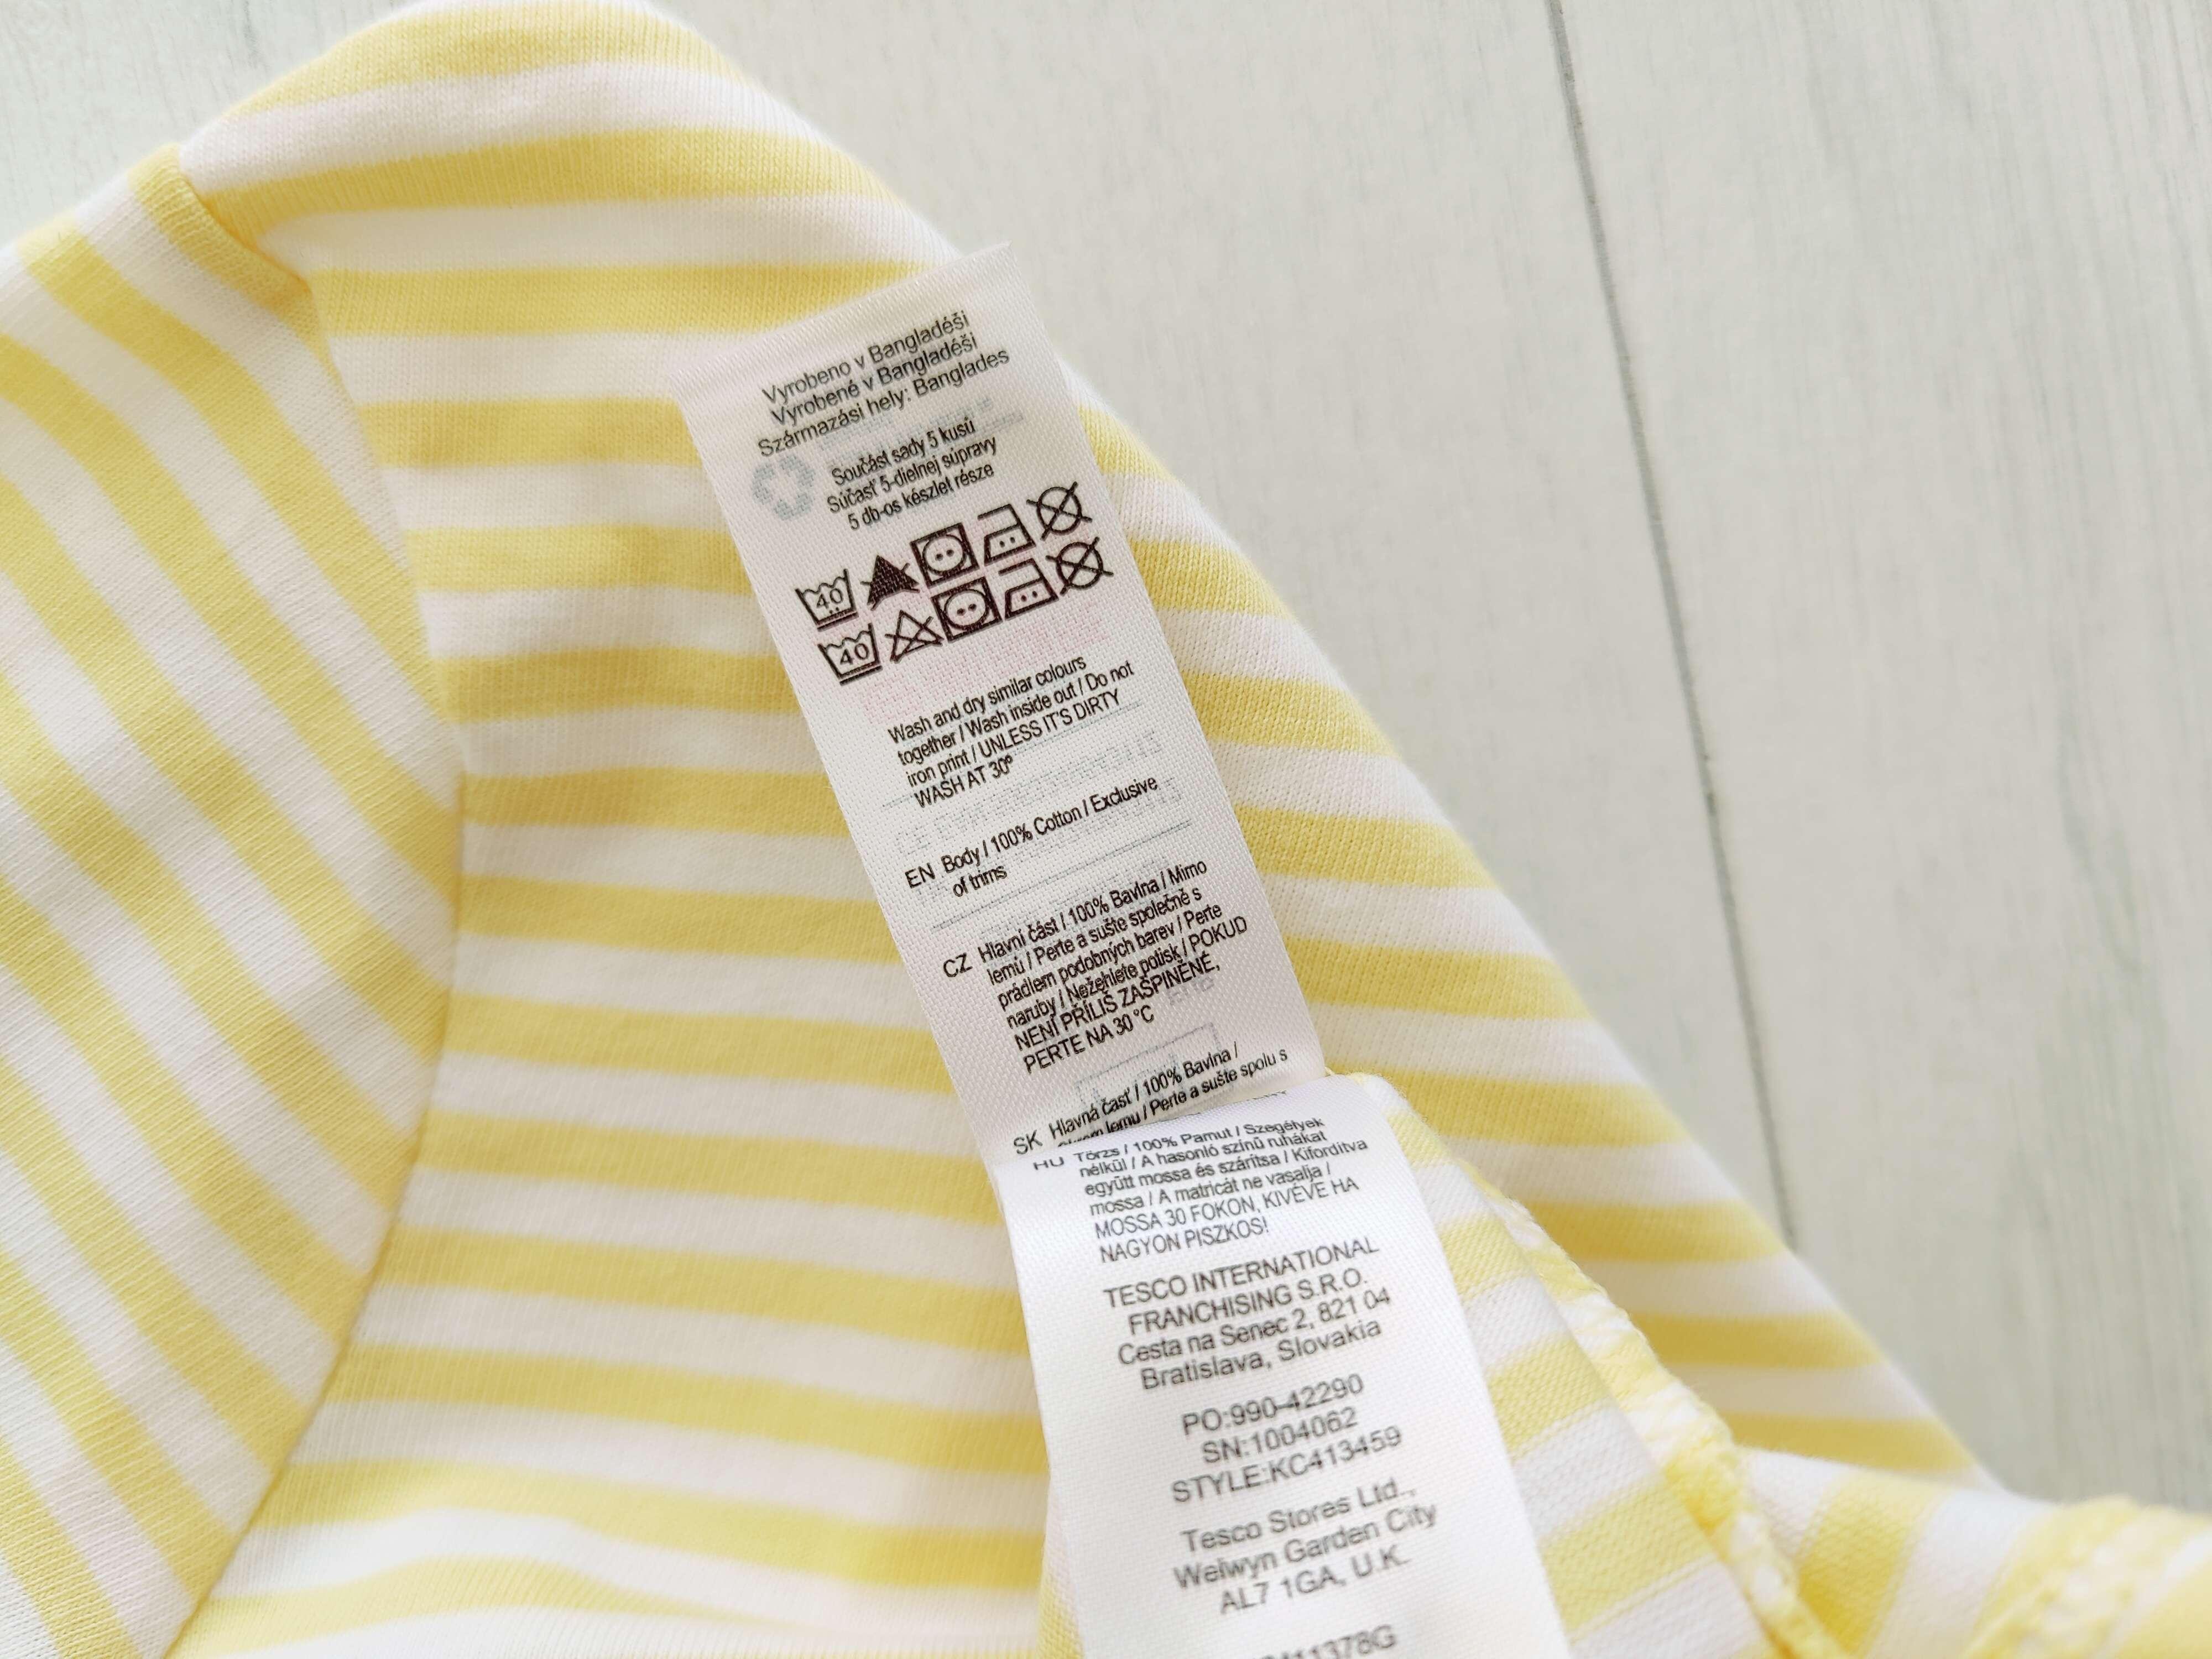 Vyrobeno v Bangladéši
Vyrobené v Bangladéši
Származási hely: Banglades
Součást sady 5 kusů
Súčasť 5-dielnej súpravy
5 db-os készlet része
40
40
Wash and dry similar colours
together / Wash inside out / Do not
iron print / UNLESS IT'S DIRTY
WASH AT 30°
EN Body / 100% Cotton / Exclusive
of trims
CZ Hlavní část / 100% Bavlna / Mimo
lemů / Perte a sušte společně s
prádlem podobných barev / Perte
naruby / Nežehlete potisk / POKUD
NENÍ PŘÍLIŠ ZAŠPINĚNÉ,
PERTE NA 30 °C
SK Hlavná časť / 100% Bavlna /
lemu / Perte a sušte spolu s
HU Törzs / 100% Pamut / Szegélyek
nélkül / A hasonló színű ruhákat
együtt mossa és szárítsa / Kifordítva
mossa / A matricát ne vasalja /
MOSSA 30 FOKON, KIVÉVE HA
NAGYON PISZKOS!
TESCO INTERNATIONAL
FRANCHISING S.R.O.
Cesta na Senec 2, 821 04
Bratislava, Slovakia
PO:990-42290
SN:1004062
STYLE:KC413459
Tesco Stores Ltd.,
Welwyn Garden City
AL7 1GA, U.K.